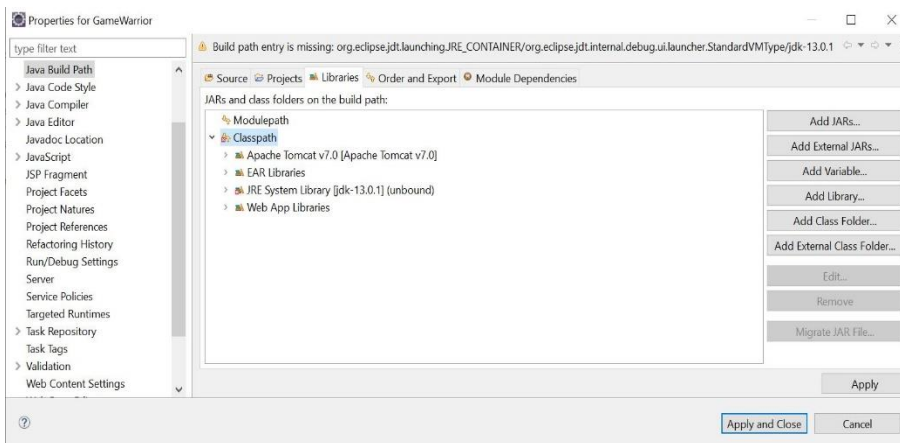 Properties for GameWarrior
type filter text
Java Build Path
Java Code Style
Java Compiler
Java Editor
Javadoc Location
JavaScript
JSP Fragment
Project Facets
Project Natures
Project References
Refactoring History
Run/Debug Settings
Server
Service Policies
Targeted Runtimes
Task Repository
Task Tags
Validation
Web Content Settings
Build path entry is missing: org.eclipse.jdt.launching.JRE_CONTAINER/org.eclipse.jdt.internal.debug.ui.launcher.StandardVMType/jdk-13.0.1
Source Projects Libraries Order and Export Module Dependencies
JARs and class folders on the build path:
Modulepath
Classpath
Apache Tomcat v7.0 [Apache Tomcat v7.0]
EAR Libraries
JRE System Library [jdk-13.0.1] (unbound)
Web App Libraries
Add JARs...
Add External JARs...
Add Variable...
Add Library...
Add Class Folder...
Add External Class Folder...
Edit...
Remove
Migrate JAR File...
Apply
Apply and Close Cancel